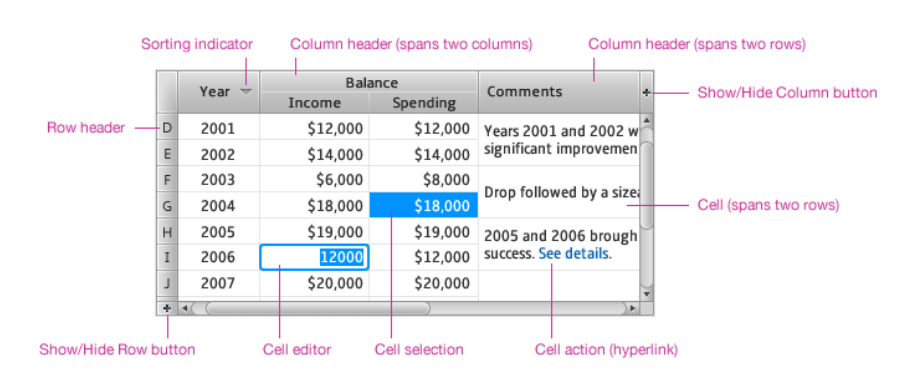 Sorting indicator Column header (spans two columns) Column header (spans two rows)
Year Balance Comments
Income Spending
Show/Hide Column button
Row header D 2001 $12,000 $12,000 Years 2001 and 2002 w
E 2002 $14,000 $14,000 significant improvemen
F 2003 $6,000 $8,000
Drop followed by a size
G 2004 $18,000 $18,000 Cell (spans two rows)
H 2005 $19,000 $19,000 2005 and 2006 brough
I 2006 12000 $12,000 success. See details.
J 2007 $20,000 $20,000
Show/Hide Row button Cell editor Cell selection Cell action (hyperlink)